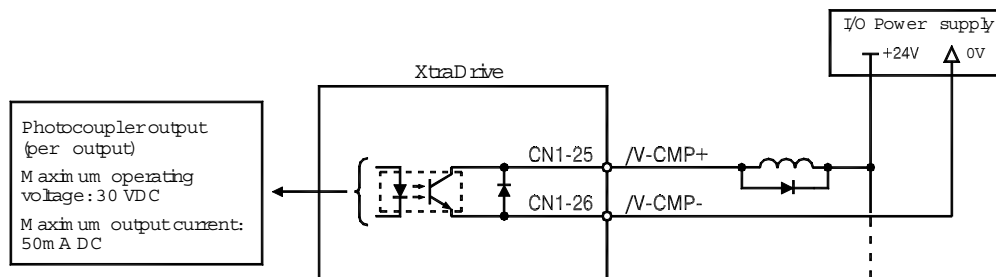 I/O Power supply
+24V
0V
XtraDrive
Photocoupler output
(per output)
Maximum operating
voltage: 30 VDC
Maximum output current:
50mA DC
CN1-25
/V-CMP+
CN1-26
/V-CMP-